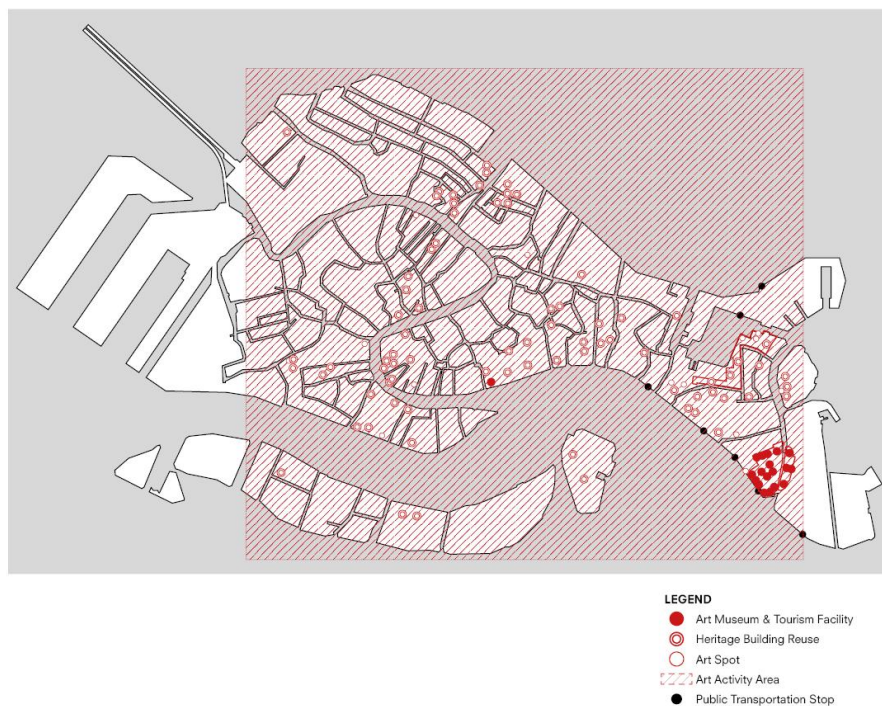 LEGEND
Art Museum & Tourism Facility
Heritage Building Reuse
Art Spot
Art Activity Area
Public Transportation Stop